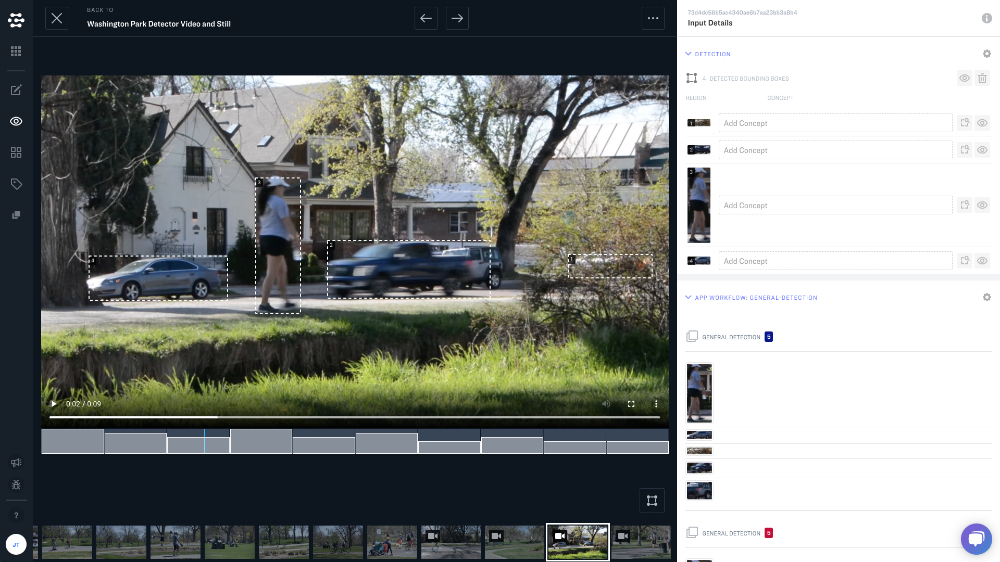 BACK TO
Washington Park Detector Video and Still
Input Details
DETECTION
4 DETECTED BOUNDING BOXES
REGION CONCEPT
1 Add Concept
2 Add Concept
3 Add Concept
4 Add Concept
APP WORKFLOW: GENERAL-DETECTION
GENERAL DETECTION 5
0:02 / 0:09
GENERAL DETECTION
?
JT